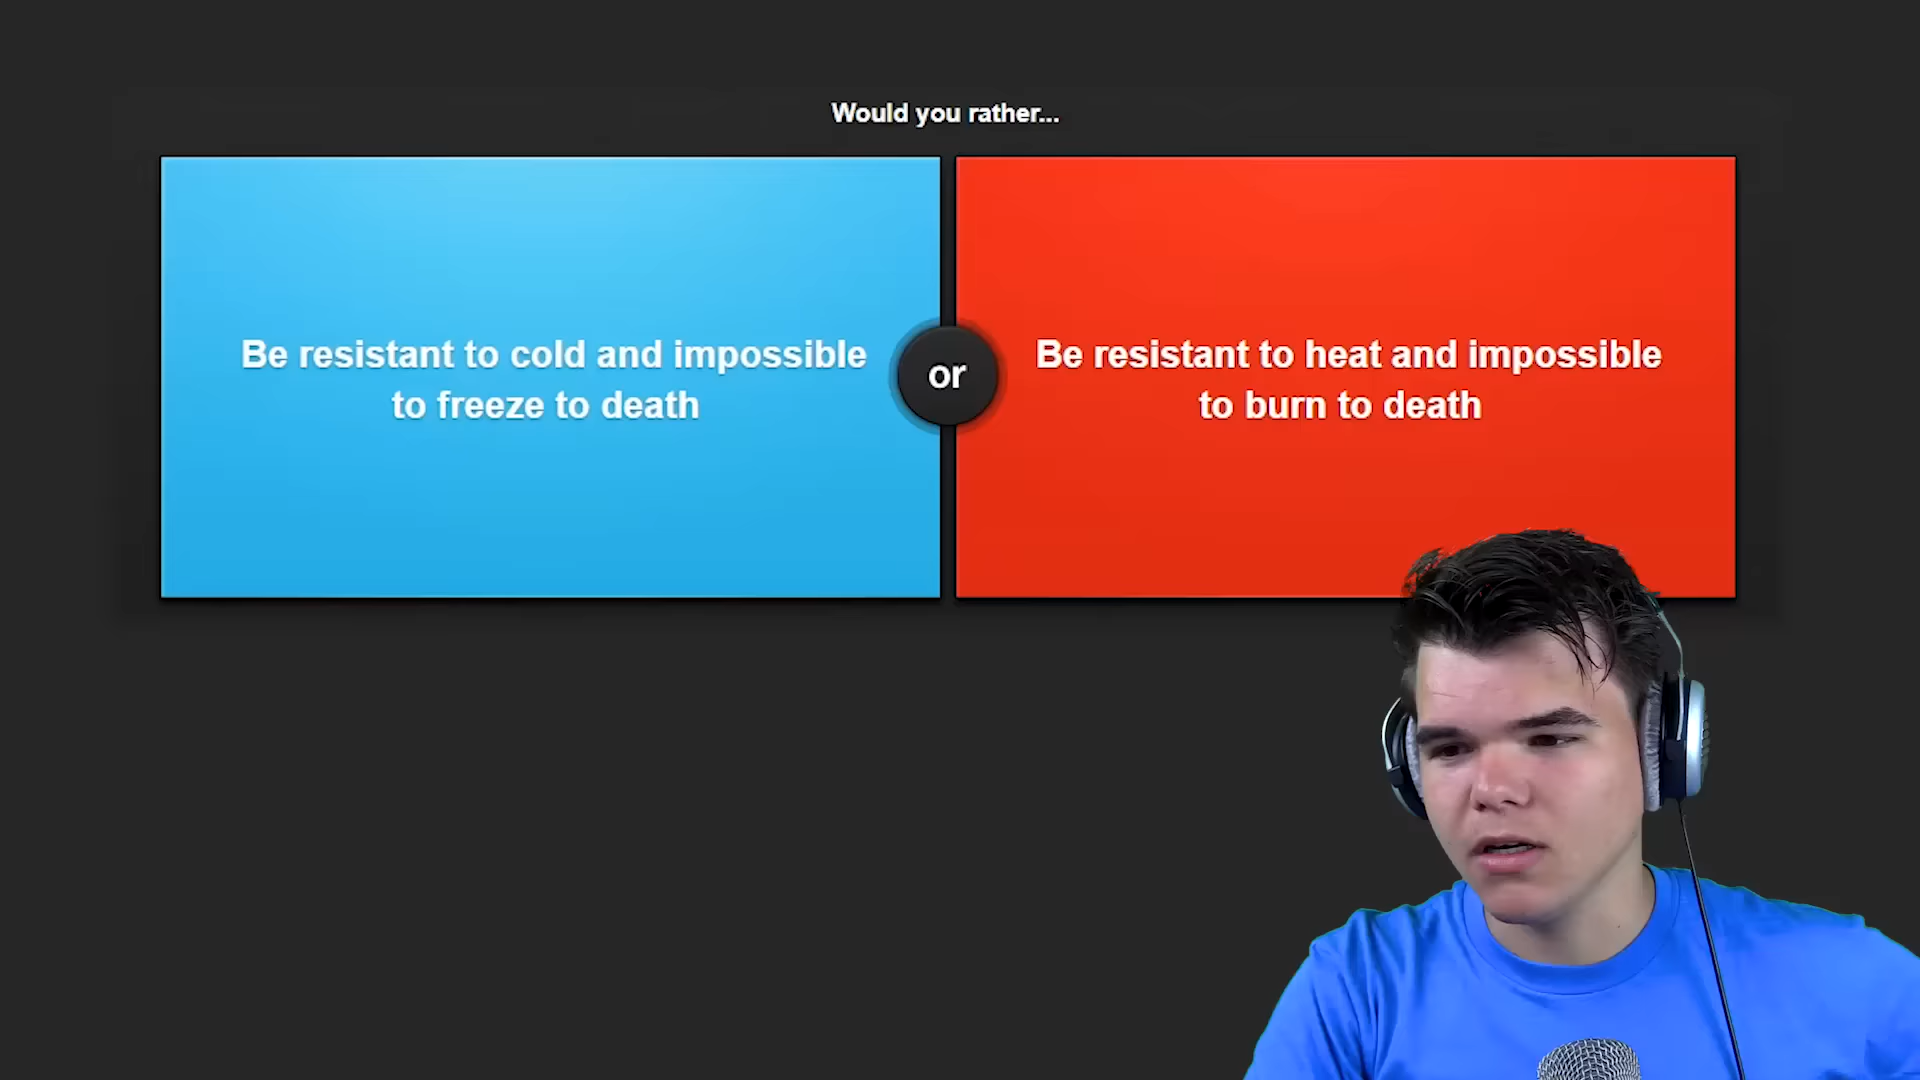 Would you rather...
Be resistant to cold and impossible
to freeze to death
or
Be resistant to heat and impossible
to burn to death